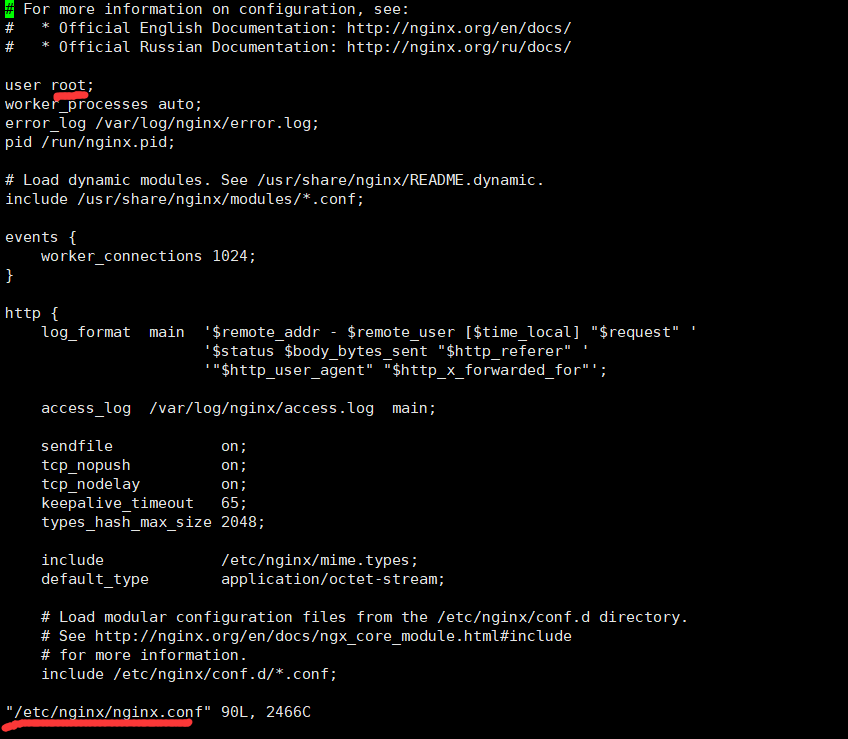 # For more information on configuration, see:
#   * Official English Documentation: http://nginx.org/en/docs/
#   * Official Russian Documentation: http://nginx.org/ru/docs/
user root;
worker_processes auto;
error_log /var/log/nginx/error.log;
pid /run/nginx.pid;
# Load dynamic modules. See /usr/share/nginx/README.dynamic.
include /usr/share/nginx/modules/*.conf;
events {
    worker_connections 1024;
}
http {
    log_format  main  '$remote_addr - $remote_user [$time_local] "$request" '
                      '$status $body_bytes_sent "$http_referer" '
                      '"$http_user_agent" "$http_x_forwarded_for"';
    access_log  /var/log/nginx/access.log  main;
    sendfile            on;
    tcp_nopush          on;
    tcp_nodelay         on;
    keepalive_timeout   65;
    types_hash_max_size 2048;
    include             /etc/nginx/mime.types;
    default_type        application/octet-stream;
    # Load modular configuration files from the /etc/nginx/conf.d directory.
    # See http://nginx.org/en/docs/ngx_core_module.html#include
    # for more information.
    include /etc/nginx/conf.d/*.conf;
"/etc/nginx/nginx.conf" 90L, 2466C